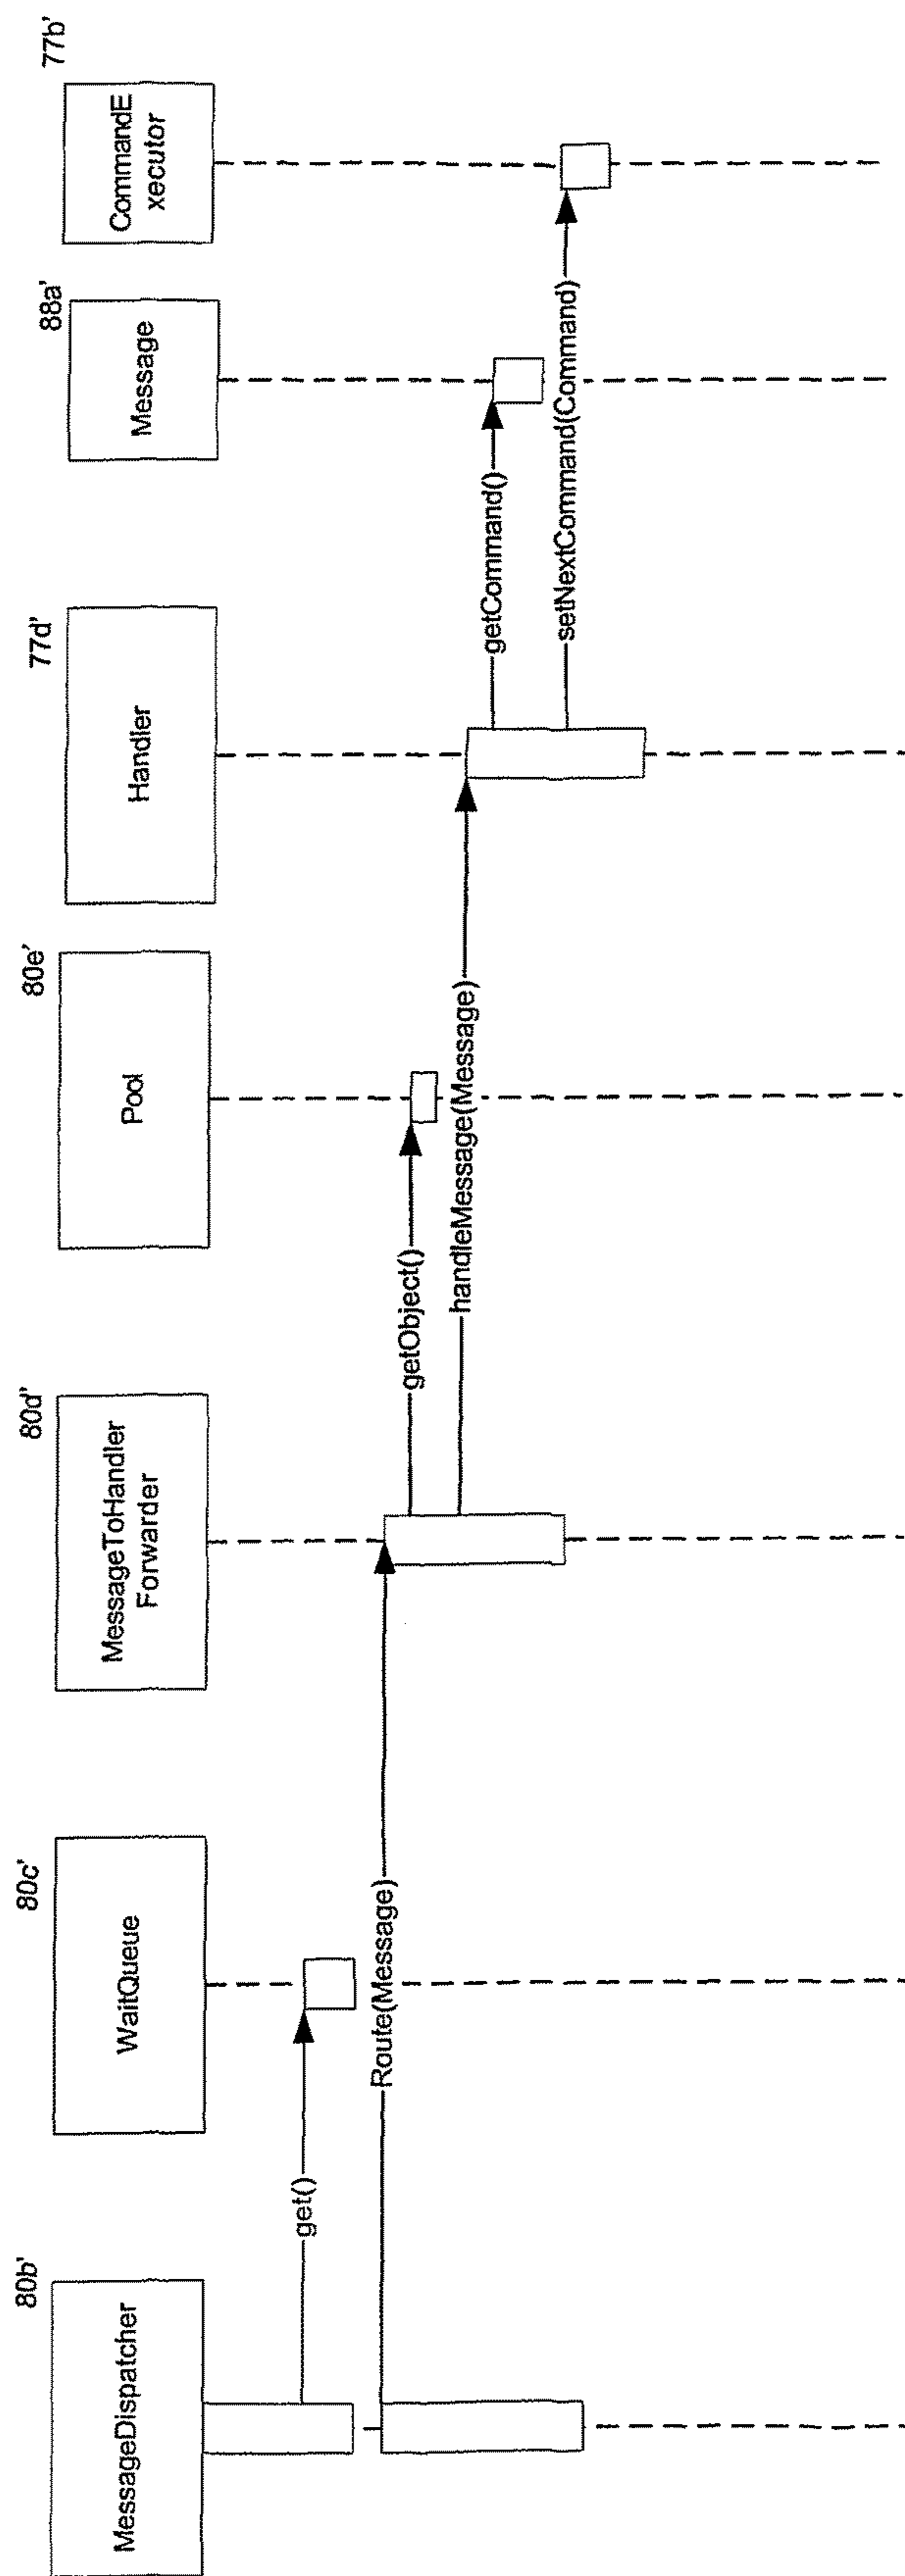 80b'
MessageDispatcher
80c'
WaitQueue
80d"
MessageToHandler
Forwarder
80e'
Pool
77d'
Handler
88a'
Message
77b'
CommandE
xecutor
get()
Route(Message)
getObject()
handleMessage(Message)
getCommand()
setNextCommand(Command)